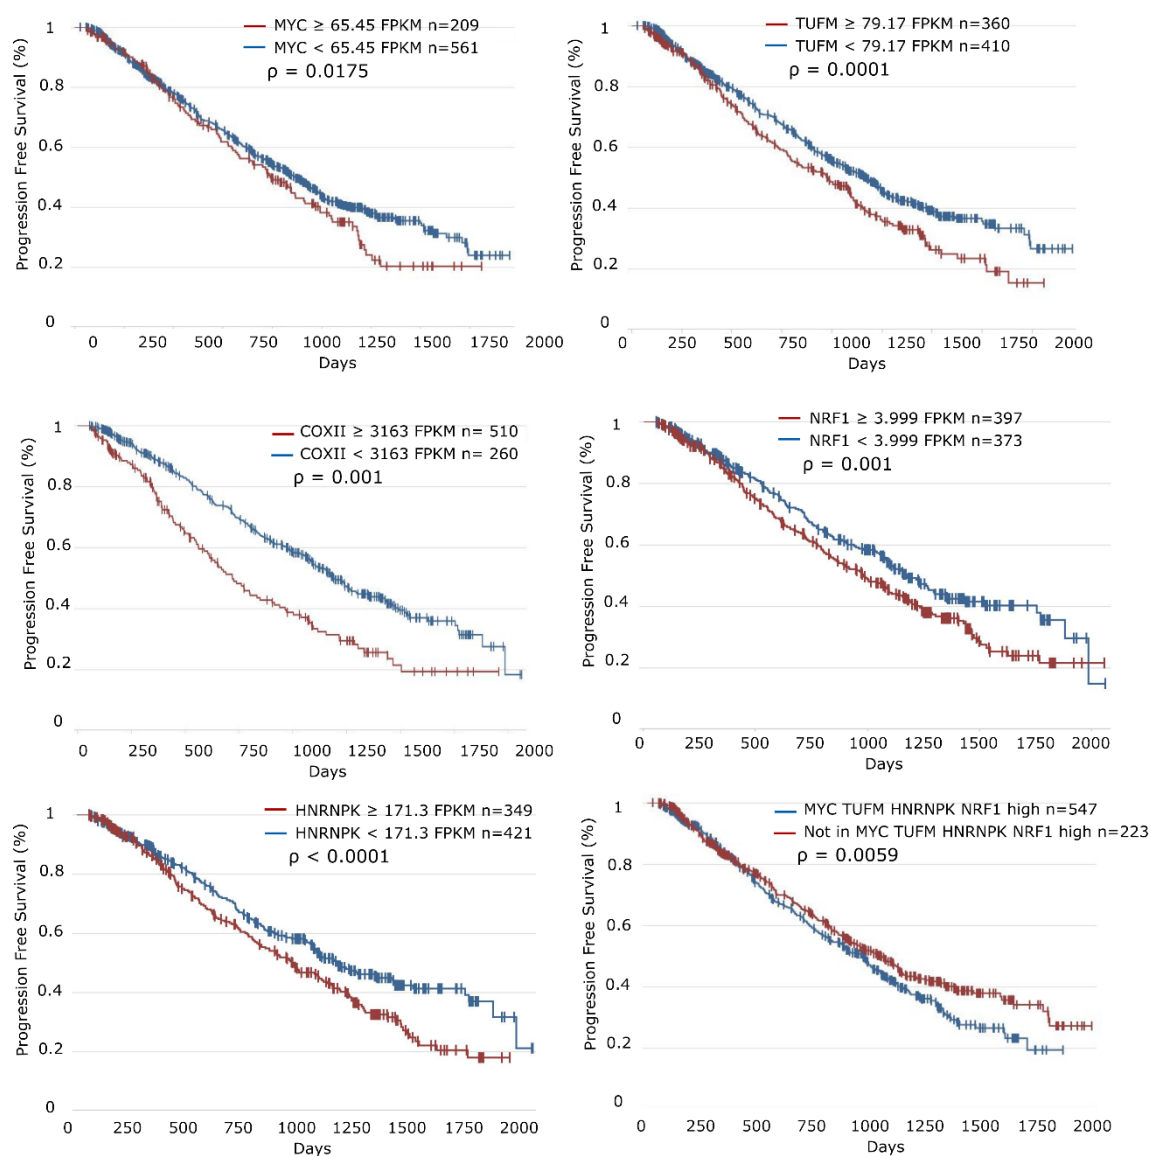 MYC ≥ 65.45 FPKM n=209
MYC < 65.45 FPKM n=561
ρ = 0.0175
Progression Free Survival (%)
1
0.8
0.6
0.4
0.2
0
0 250 500 750 1000 1250 1500 1750 2000
Days
TUFM ≥ 79.17 FPKM n=360
TUFM < 79.17 FPKM n=410
ρ = 0.0001
Progression Free Survival (%)
1
0.8
0.6
0.4
0.2
0
0 250 500 750 1000 1250 1500 1750 2000
Days
COXII ≥ 3163 FPKM n= 510
COXII < 3163 FPKM n= 260
ρ = 0.001
Progression Free Survival (%)
1
0.8
0.6
0.4
0.2
0
0 250 500 750 1000 1250 1500 1750 2000
Days
NRF1 ≥ 3.999 FPKM n=397
NRF1 < 3.999 FPKM n=373
ρ = 0.001
Progression Free Survival (%)
1
0.8
0.6
0.4
0.2
0
0 250 500 750 1000 1250 1500 1750 2000
Days
HNRNPK ≥ 171.3 FPKM n=349
HNRNPK < 171.3 FPKM n=421
ρ < 0.0001
Progression Free Survival (%)
1
0.8
0.6
0.4
0.2
0
0 250 500 750 1000 1250 1500 1750 2000
Days
MYC TUFM HNRNPK NRF1 high n=547
Not in MYC TUFM HNRNPK NRF1 high n=223
ρ = 0.0059
Progression Free Survival (%)
1
0.8
0.6
0.4
0.2
0
0 250 500 750 1000 1250 1500 1750 2000
Days